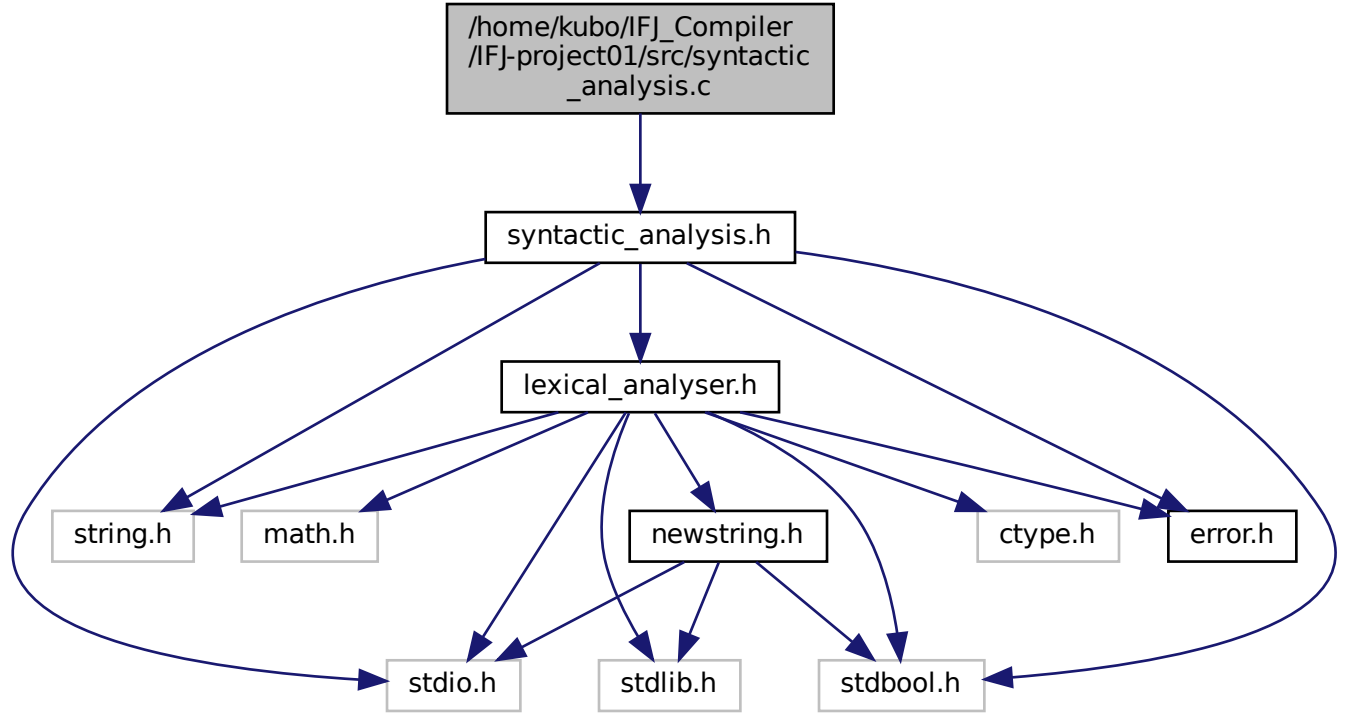 /home/kubo/IFJ_Compiler
/IFJ-project01/src/syntactic
_analysis.c
syntactic_analysis.h
lexical_analyser.h
string.h
math.h
newstring.h
ctype.h
error.h
stdio.h
stdlib.h
stdbool.h